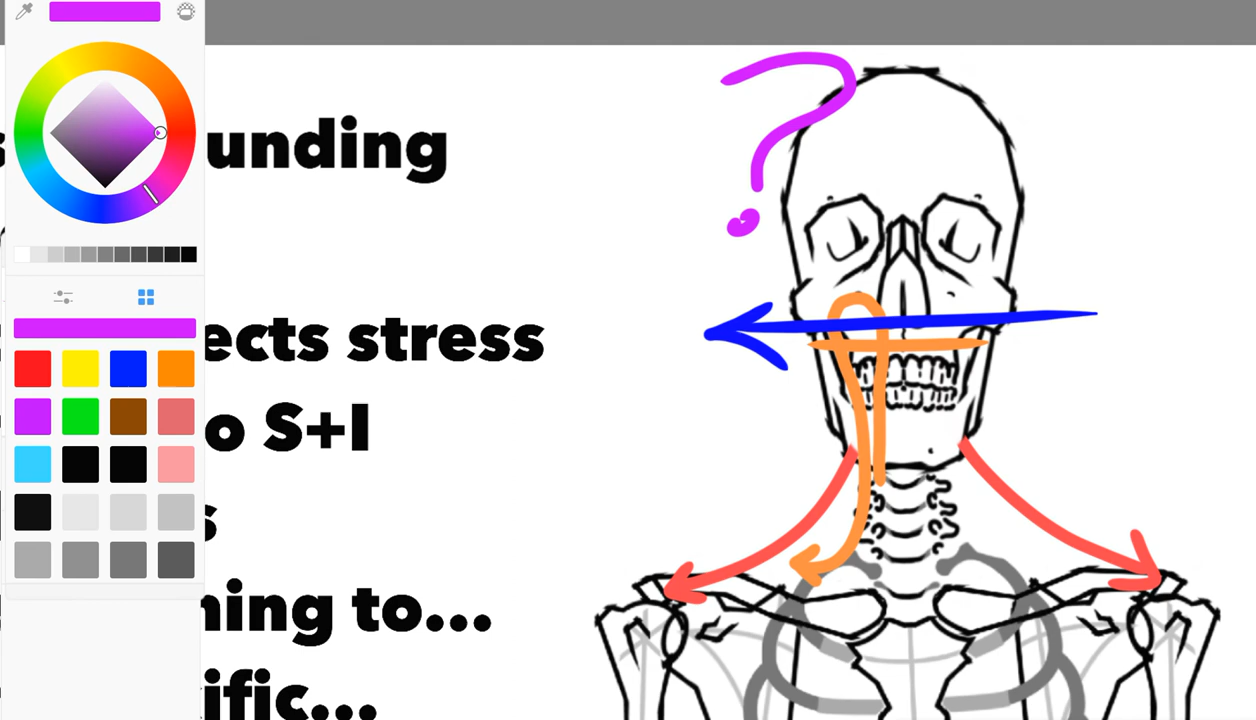 unding
ects stress
o S+I
s
ning to...
ific...
?